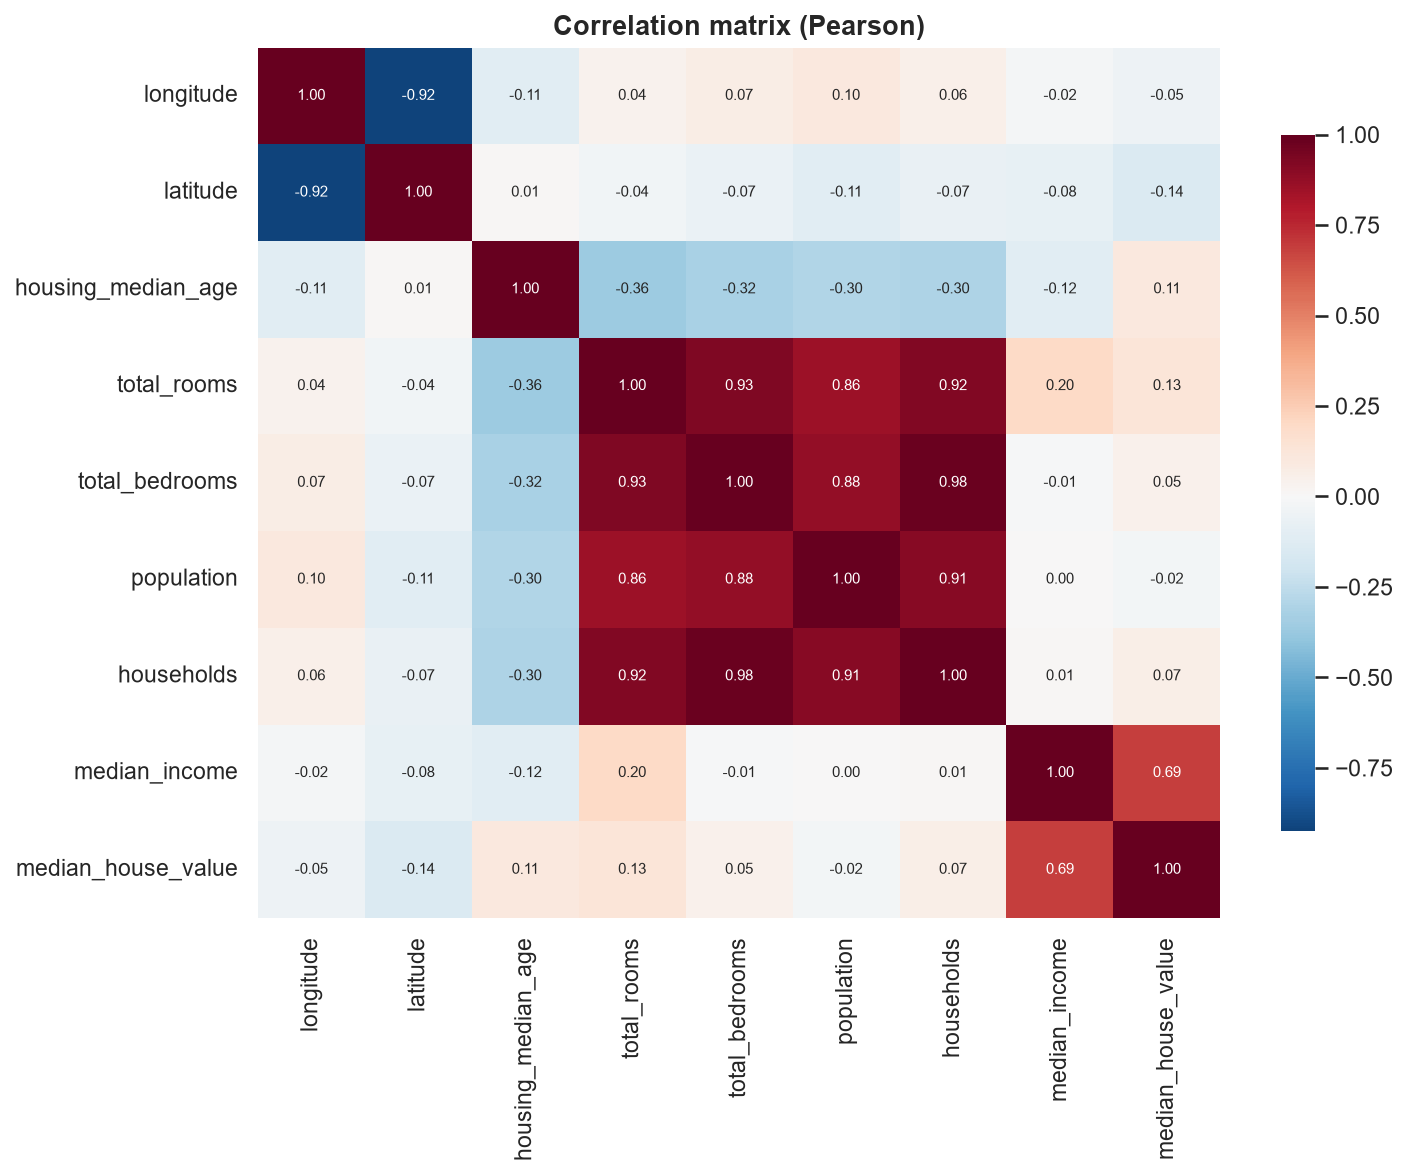 Correlation matrix (Pearson)
longitude 1.00 -0.92 -0.11 0.04 0.07 0.10 0.06 -0.02 -0.05
latitude -0.92 1.00 0.01 -0.04 -0.07 -0.11 -0.07 -0.08 -0.14
housing_median_age -0.11 0.01 1.00 -0.36 -0.32 -0.30 -0.30 -0.12 0.11
total_rooms 0.04 -0.04 -0.36 1.00 0.93 0.86 0.92 0.20 0.13
total_bedrooms 0.07 -0.07 -0.32 0.93 1.00 0.88 0.98 -0.01 0.05
population 0.10 -0.11 -0.30 0.86 0.88 1.00 0.91 0.00 -0.02
households 0.06 -0.07 -0.30 0.92 0.98 0.91 1.00 0.01 0.07
median_income -0.02 -0.08 -0.12 0.20 -0.01 0.00 0.01 1.00 0.69
median_house_value -0.05 -0.14 0.11 0.13 0.05 -0.02 0.07 0.69 1.00
longitude
latitude
housing_median_age
total_rooms
total_bedrooms
population
households
median_income
median_house_value
1.00
0.75
0.50
0.25
0.00
−0.25
−0.50
−0.75